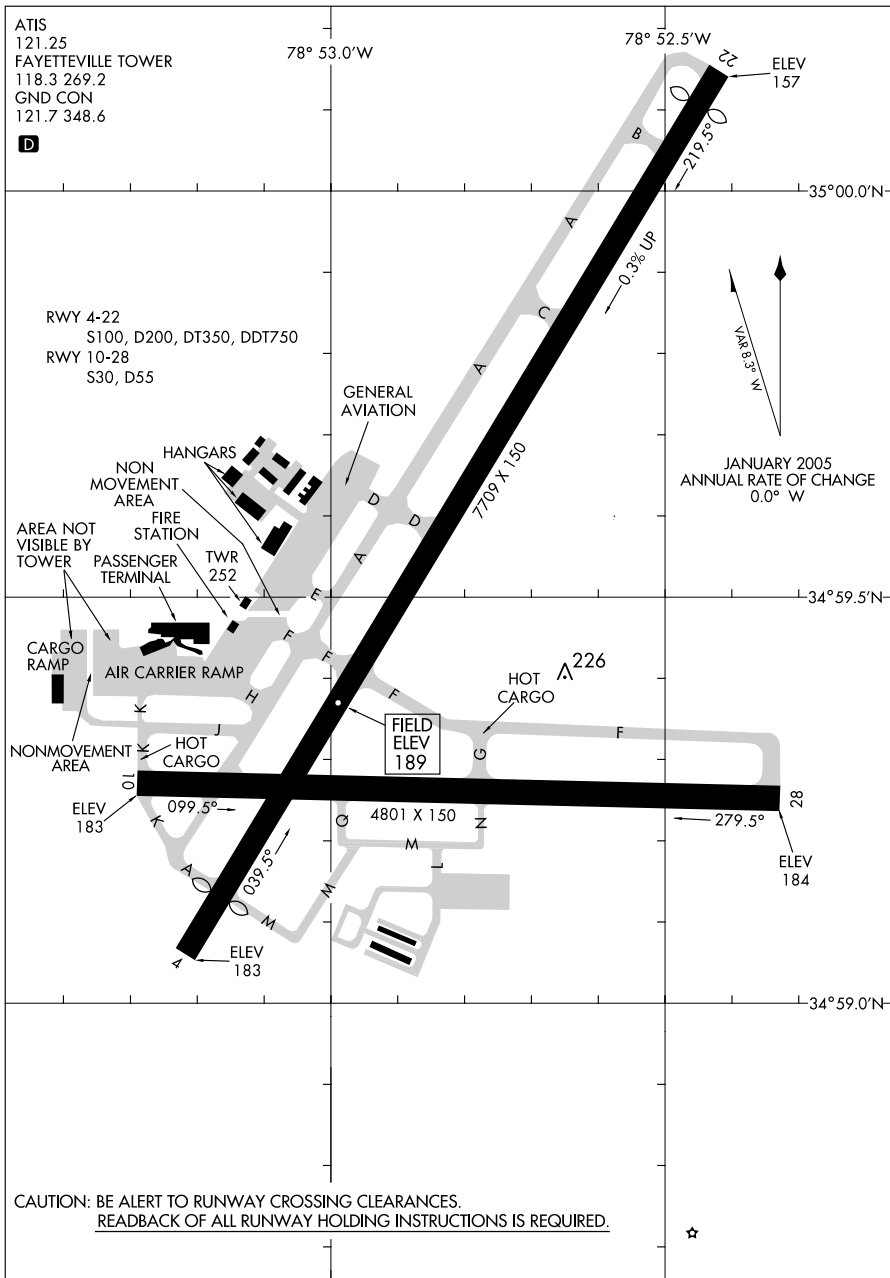 ATIS
121.25
FAYETTEVILLE TOWER
118.3 269.2
GND CON
121.7 348.6
D
78° 53.0'W
78° 52.5'W
22
ELEV
157
219.5°
B
35°00.0'N
A
0.3% UP
RWY 4-22
S100, D200, DT350, DDT750
RWY 10-28
S30, D55
C
VAR 8.3° W
A
GENERAL
AVIATION
JANUARY 2005
ANNUAL RATE OF CHANGE
0.0° W
HANGARS
NON
MOVEMENT
AREA
7709 X 150
D
D
FIRE
STATION
AREA NOT
VISIBLE BY
TOWER
PASSENGER
TERMINAL
TWR
252
A
E
34°59.5'N
F
F
CARGO
RAMP
AIR CARRIER RAMP
226
HOT
CARGO
H
F
K
J
FIELD
ELEV
189
F
NONMOVEMENT
AREA
K
HOT
CARGO
G
10
28
ELEV
183
099.5°
4801 X 150
279.5°
K
Q
N
M
ELEV
184
A
039.5°
M
L
M
4
ELEV
183
34°59.0'N
CAUTION: BE ALERT TO RUNWAY CROSSING CLEARANCES.
READBACK OF ALL RUNWAY HOLDING INSTRUCTIONS IS REQUIRED.